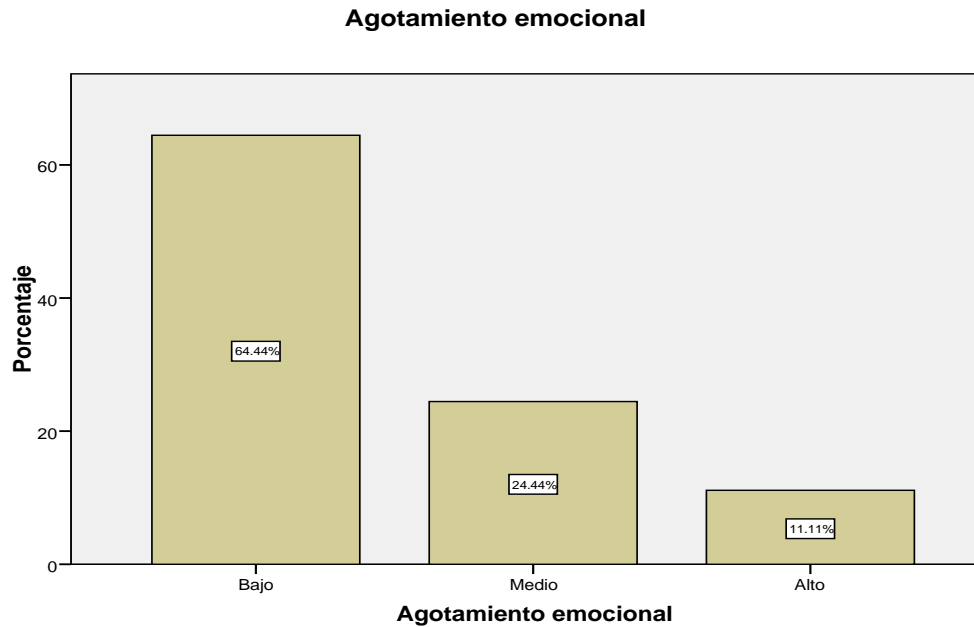 Agotamiento emocional
Porcentaje
60
40
20
0
64.44%
24.44%
11.11%
Bajo
Medio
Alto
Agotamiento emocional